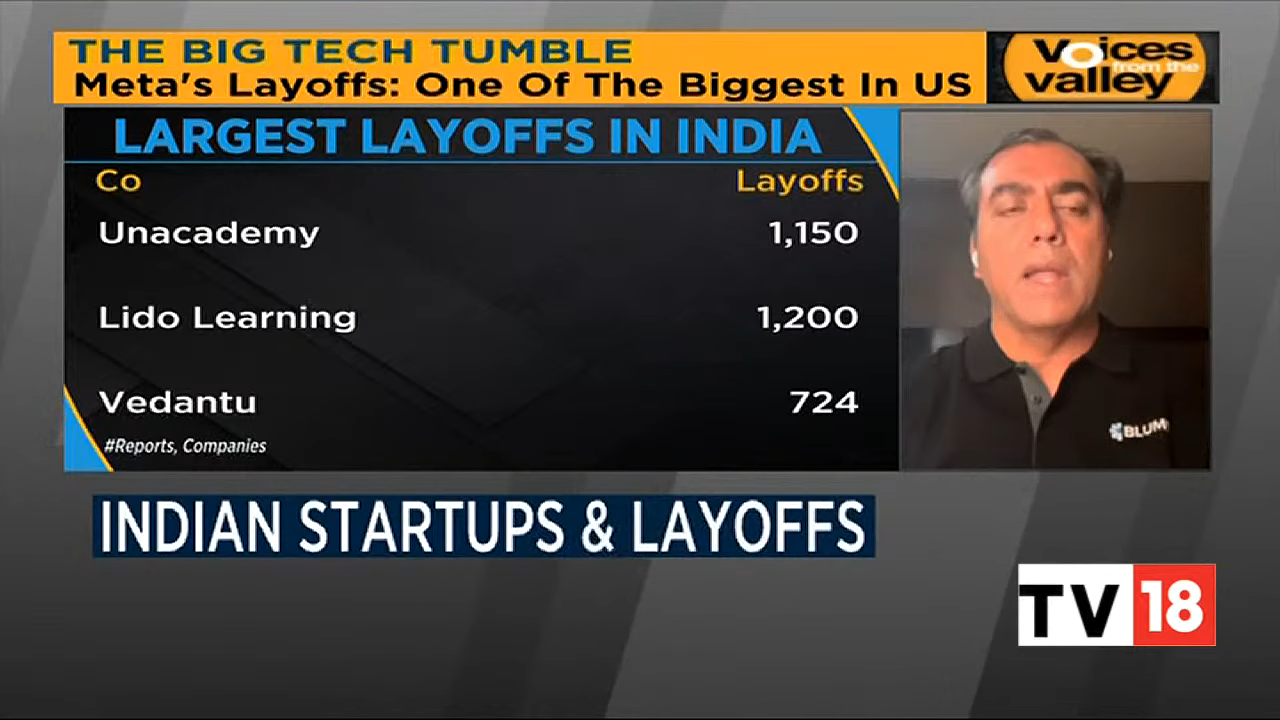 THE BIG TECH TUMBLE
Meta's Layoffs: One Of The Biggest In US
Voices
from the
valley
LARGEST LAYOFFS IN INDIA
Co Layoffs
Unacademy 1,150
Lido Learning 1,200
Vedantu 724
#Reports, Companies
BLUM
INDIAN STARTUPS & LAYOFFS
TV18